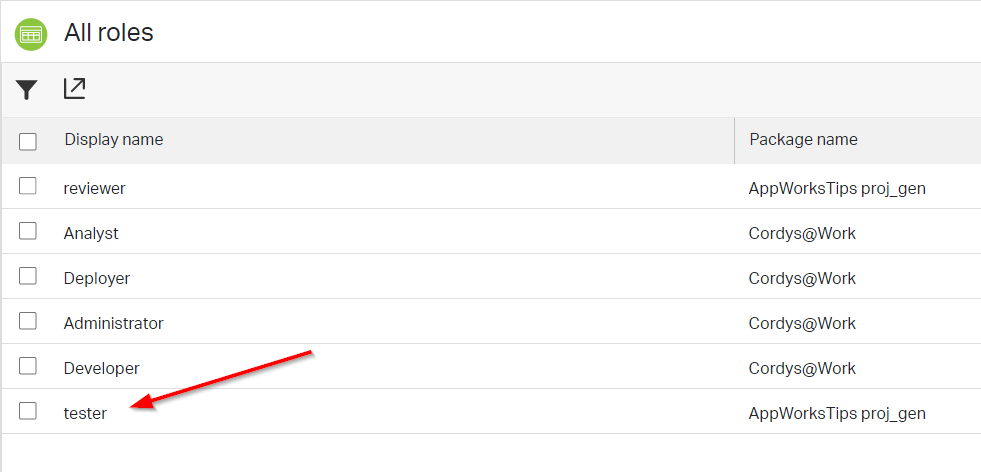 All roles
Display name Package name
reviewer AppWorksTips proj_gen
Analyst Cordys@Work
Deployer Cordys@Work
Administrator Cordys@Work
Developer Cordys@Work
tester AppWorksTips proj_gen